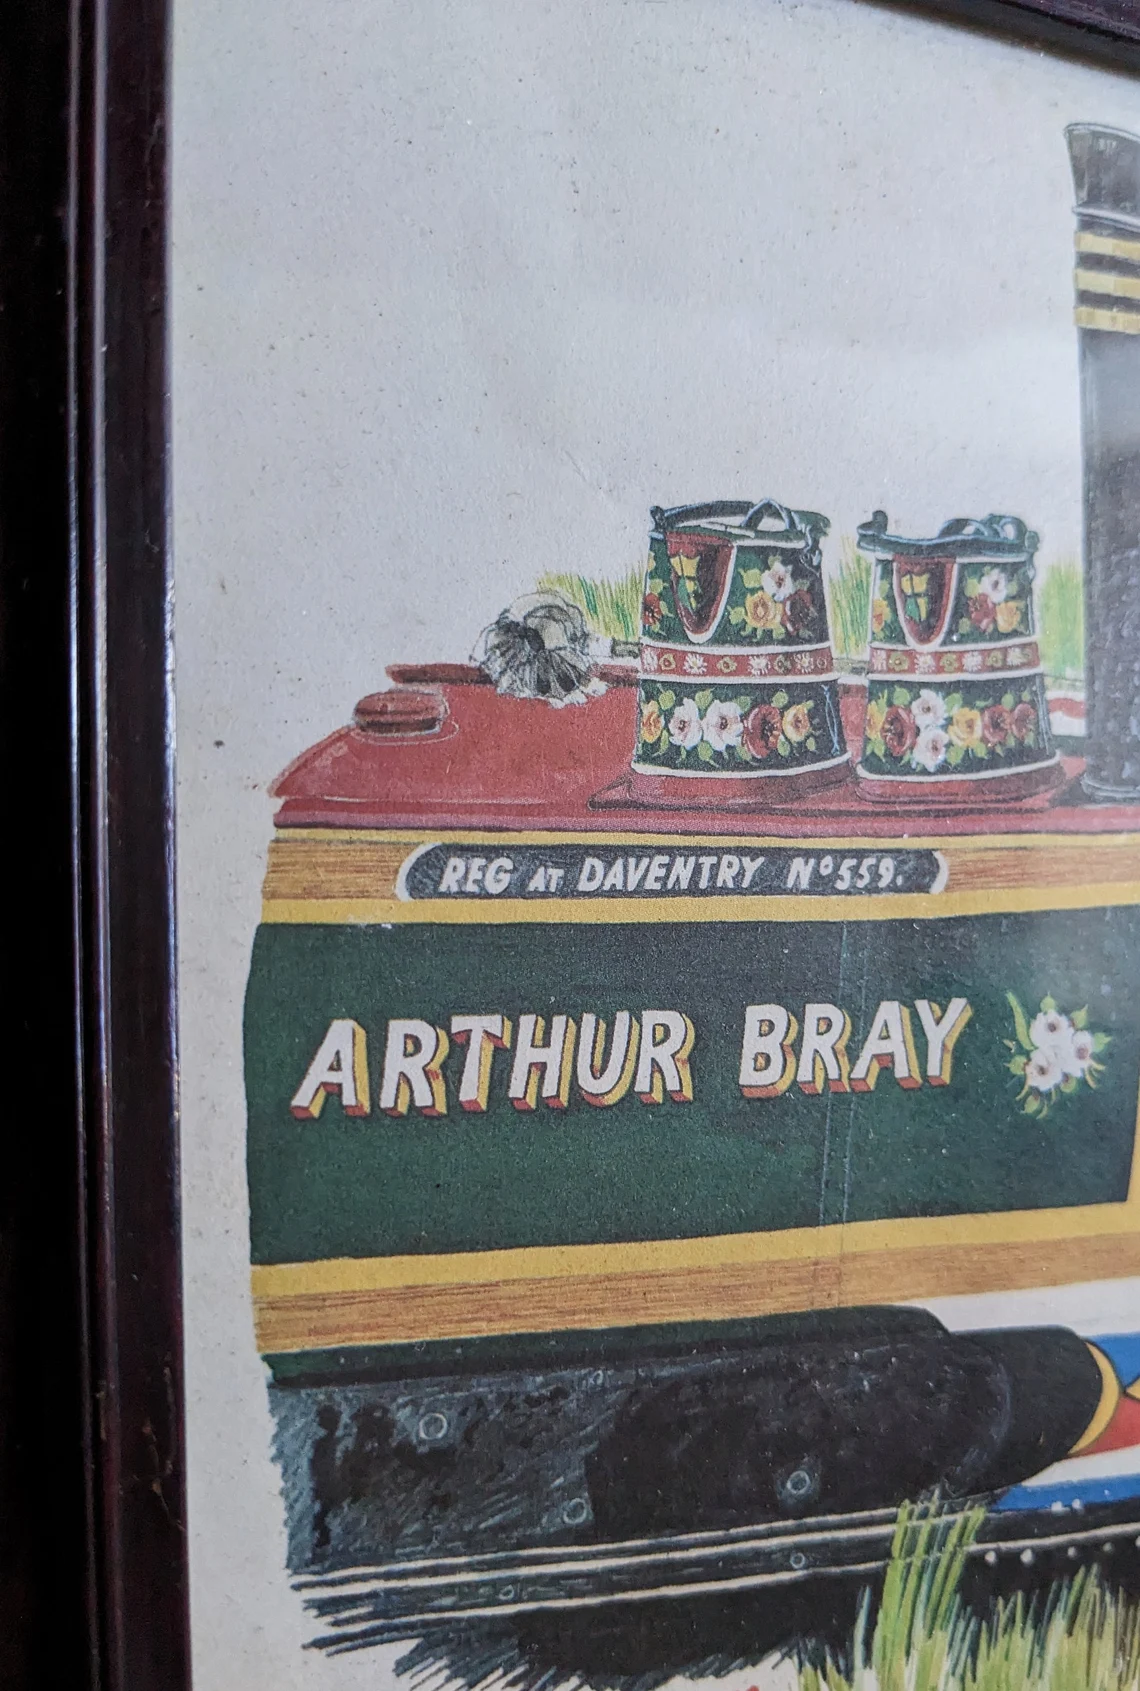 REG AT DAVENTRY Nº559.
ARTHUR BRAY